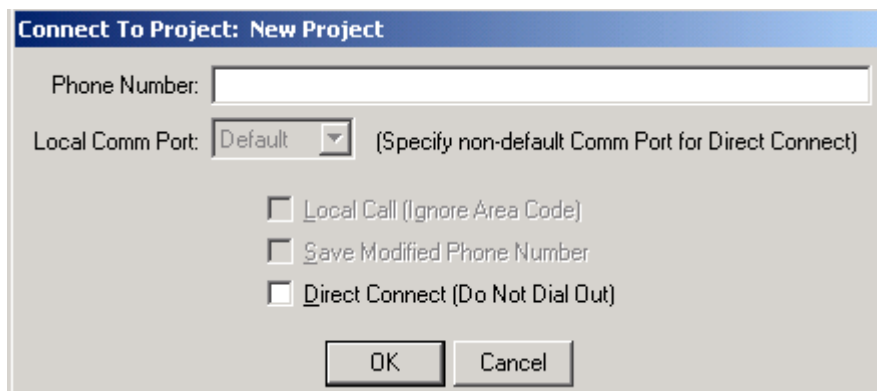 Connect To Project: New Project
Phone Number:
Local Comm Port: Default (Specify non-default Comm Port for Direct Connect)
Local Call (Ignore Area Code)
Save Modified Phone Number
Direct Connect (Do Not Dial Out)
OK Cancel